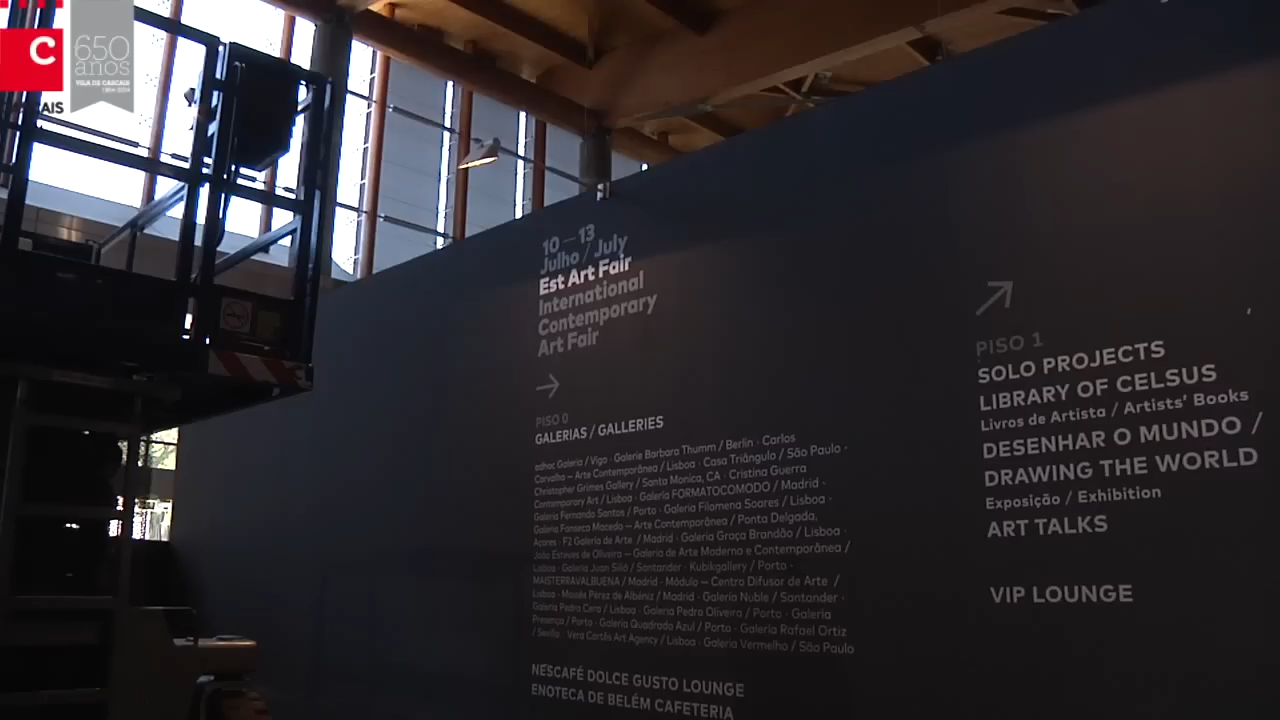 C
650
anos
VILA DE CASCAIS
1364-2014
AIS
10 — 13
Julho / July
Est Art Fair
International
Contemporary
Art Fair
PISO 0
GALERIAS / GALLERIES
adhoc Galeria / Vigo · Galerie Barbara Thumm / Berlin · Carlos
Carvalho — Arte Contemporânea / Lisboa · Casa Triângulo / São Paulo ·
Christopher Grimes Gallery / Santa Monica, CA · Cristina Guerra
Contemporary Art / Lisboa · Galeria FORMATOCOMODO / Madrid ·
Galeria Fernando Santos / Porto · Galeria Filomena Soares / Lisboa ·
Galeria Fonseca Macedo — Arte Contemporânea / Ponta Delgada,
Açores · F2 Galeria de Arte / Madrid · Galeria Graça Brandão / Lisboa ·
João Esteves de Oliveira — Galeria de Arte Moderna e Contemporânea /
Lisboa · Galeria Juan Silió / Santander · Kubikgallery / Porto ·
MAISTERRAVALBUENA / Madrid · Módulo — Centro Difusor de Arte /
Lisboa · Moisés Pérez de Albéniz / Madrid · Galeria Nuble / Santander ·
Galeria Pedro Cera / Lisboa · Galeria Pedro Oliveira / Porto · Galeria
Presença / Porto · Galeria Quadrado Azul / Porto · Galeria Rafael Ortiz
/ Sevilla · Vera Cortês Art Agency / Lisboa · Galeria Vermelho / São Paulo
NESCAFÉ DOLCE GUSTO LOUNGE
ENOTECA DE BELÉM CAFETERIA
PISO 1
SOLO PROJECTS
LIBRARY OF CELSUS
Livros de Artista / Artists' Books
DESENHAR O MUNDO /
DRAWING THE WORLD
Exposição / Exhibition
ART TALKS
VIP LOUNGE